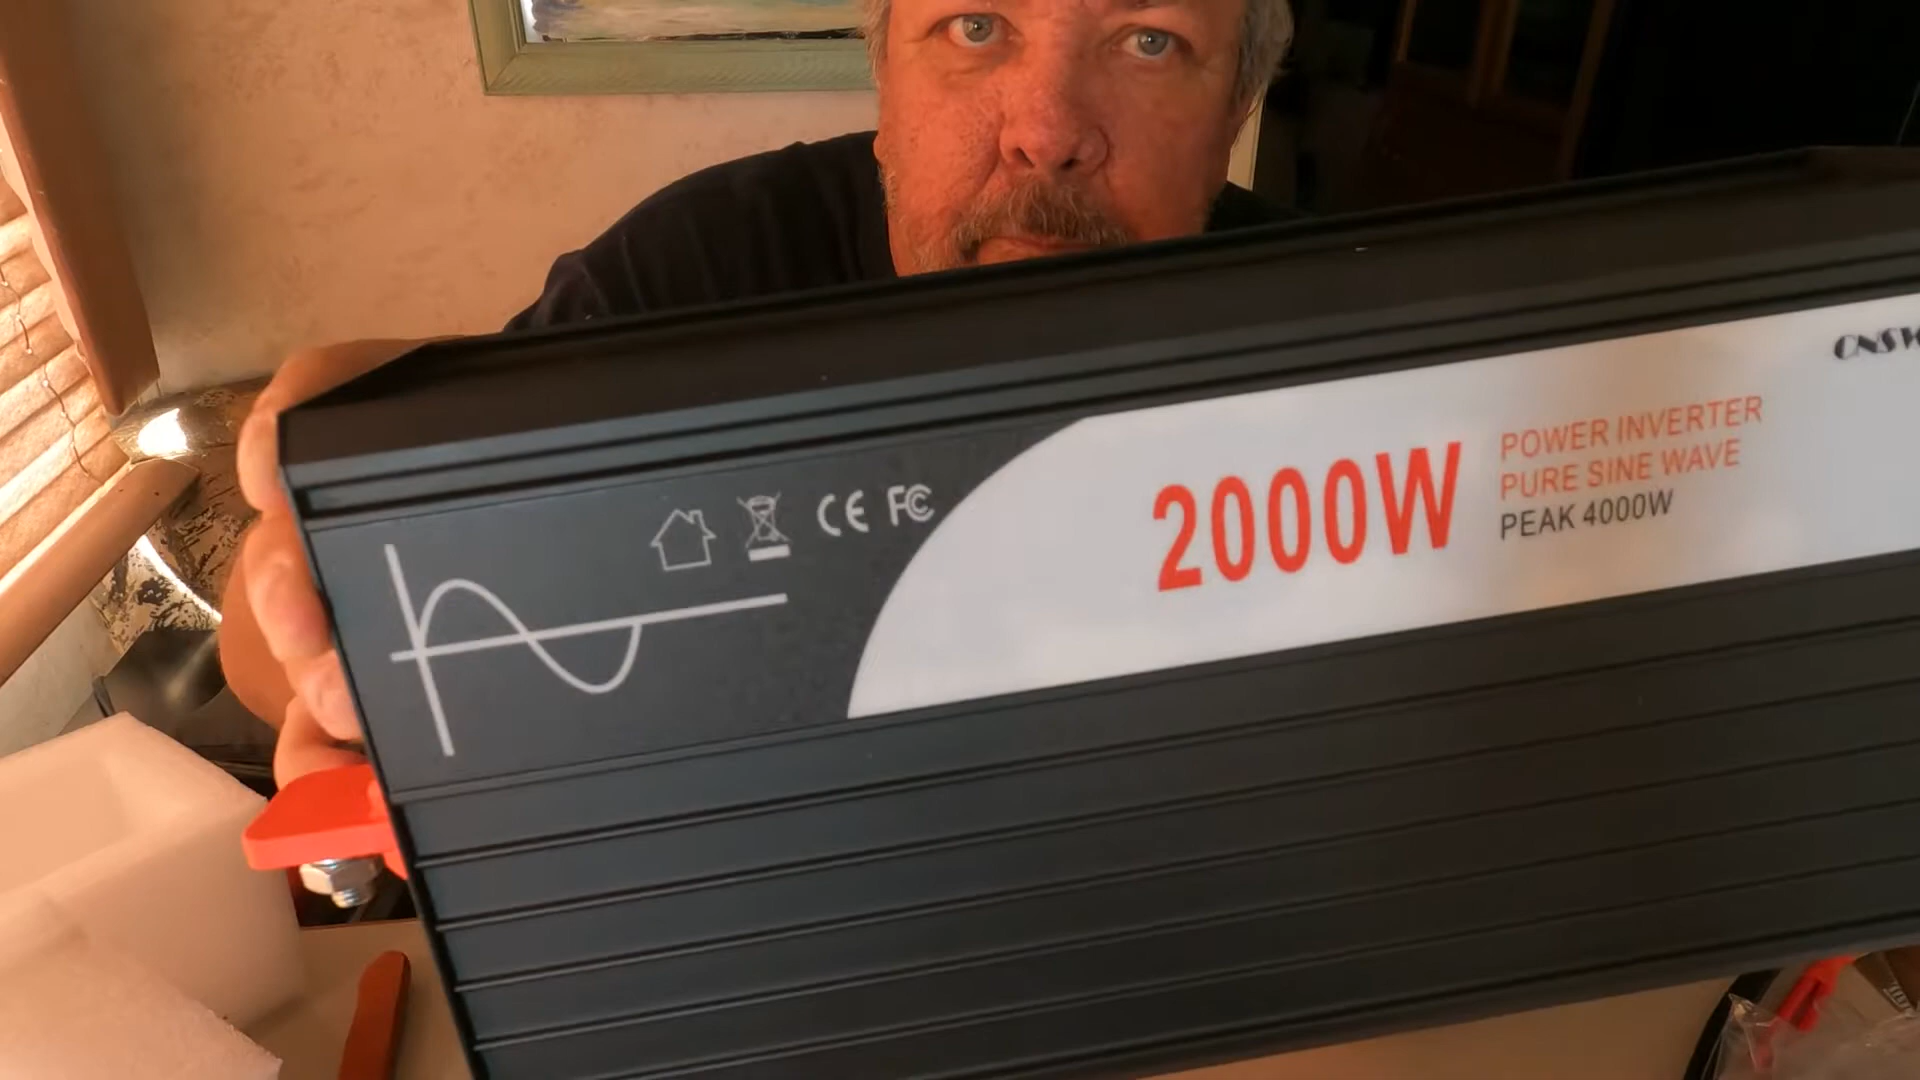 CE FC
2000W
POWER INVERTER
PURE SINE WAVE
PEAK 4000W